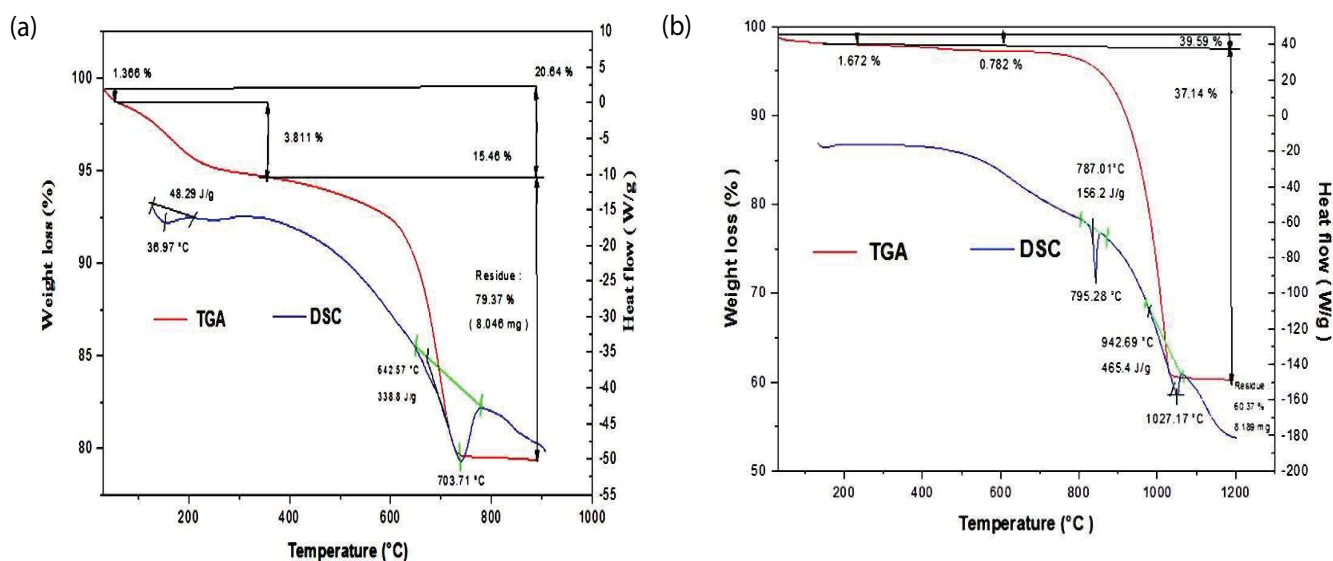 (a)
10
5
0
-5
-10
-15
-20
-25
-30
-35
-40
-45
-50
-55
100
95
90
85
80
Weight loss (%)
Heat flow ( W/g)
1.366 %
20.64 %
3.811 %
15.46 %
48.29 J/g
36.97 °C
Residue :
79.37 %
( 8.046 mg )
TGA
DSC
642.57 °C
338.8 J/g
703.71 °C
200
400
600
800
1000
Temperature (°C)
(b)
100
90
80
70
60
50
Weight loss (%)
40
20
0
-20
-40
-60
-80
-100
-120
-140
-160
-180
-200
Heat flow ( W/g)
39.59 %
1.672 %
0.782 %
37.14 %
787.01°C
156.2 J/g
TGA
DSC
795.28 °C
942.69 °C
465.4 J/g
1027.17 °C
Residue :
60.37 %
8.189 mg
200
400
600
800
1000
1200
Temperature (°C )